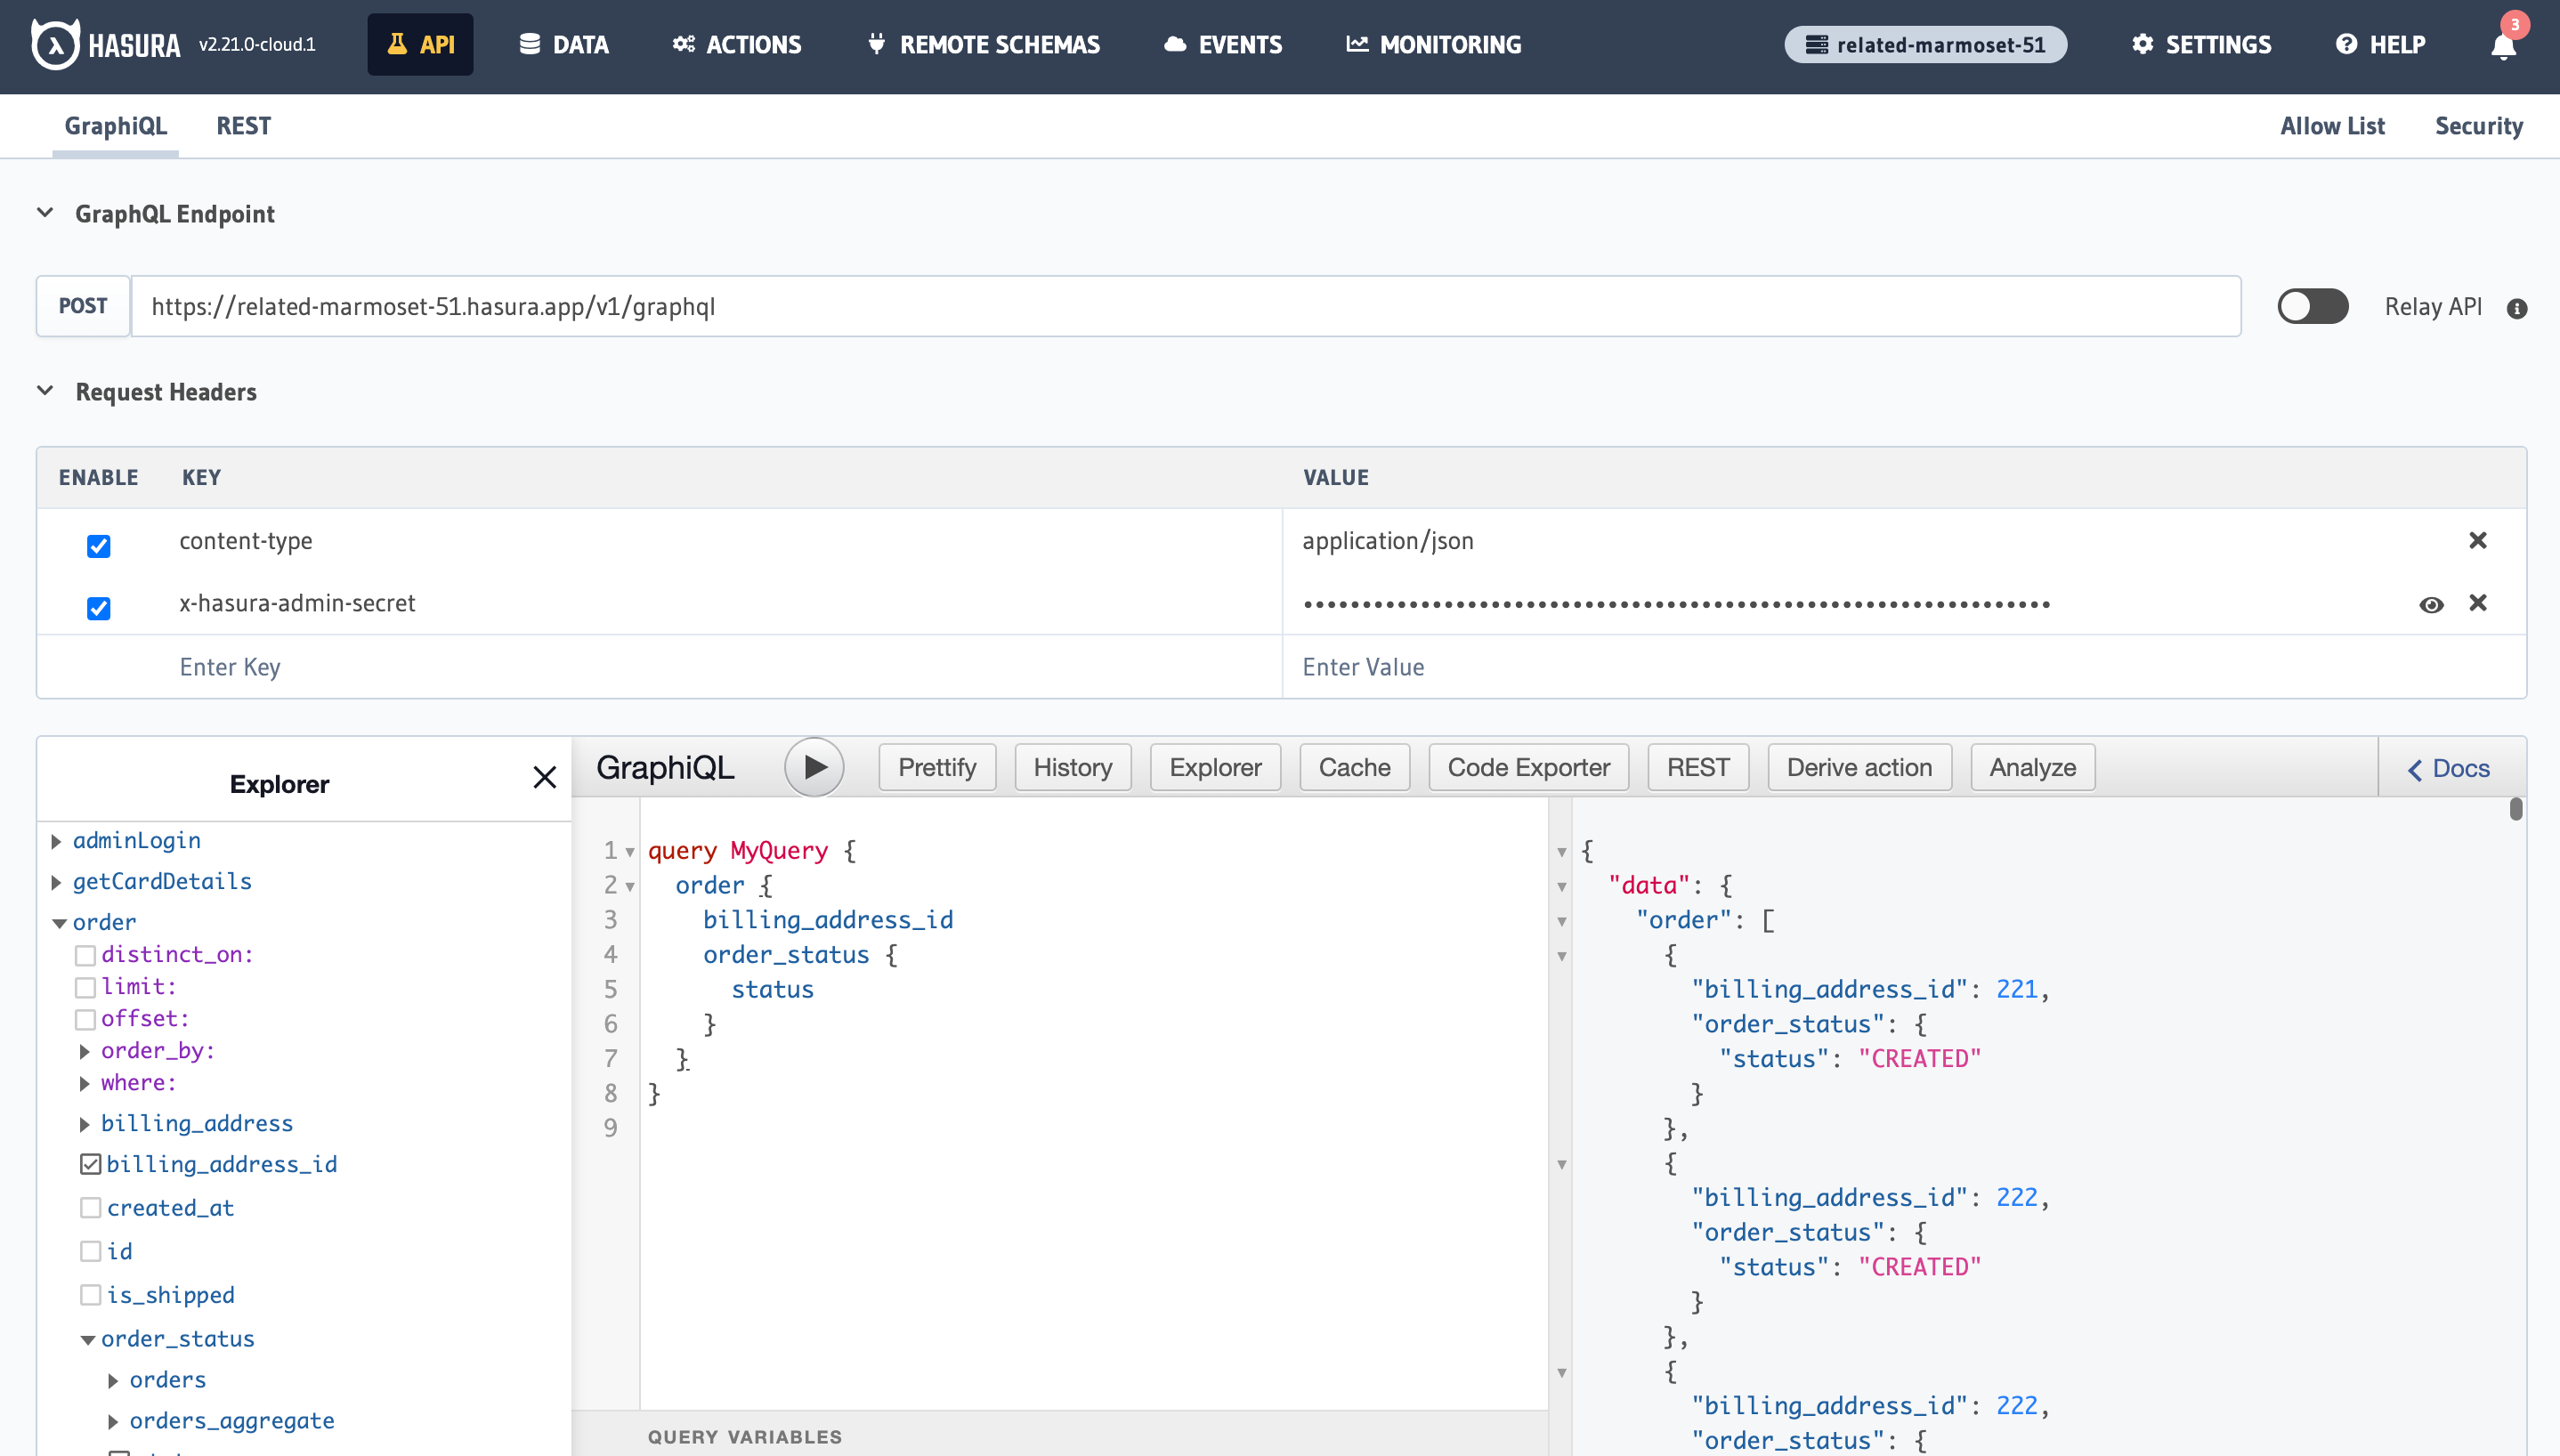 HASURA v2.21.0-cloud.1 API DATA ACTIONS REMOTE SCHEMAS EVENTS MONITORING related-marmoset-51 SETTINGS HELP 3
GraphiQL REST Allow List Security
GraphQL Endpoint
POST https://related-marmoset-51.hasura.app/v1/graphql Relay API
Request Headers
ENABLE KEY VALUE
content-type application/json
x-hasura-admin-secret ••••••••••••••••••••••••••••••••••••••••••••••••••••••••••••••••
Enter Key Enter Value
Explorer
adminLogin
getCardDetails
order
distinct_on:
limit:
offset:
order_by:
where:
billing_address
billing_address_id
created_at
id
is_shipped
order_status
orders
orders_aggregate
GraphiQL Prettify History Explorer Cache Code Exporter REST Derive action Analyze Docs
1 query MyQuery {
2 order {
3 billing_address_id
4 order_status {
5 status
6 }
7 }
8 }
9
QUERY VARIABLES
{
"data": {
"order": [
{
"billing_address_id": 221,
"order_status": {
"status": "CREATED"
}
},
{
"billing_address_id": 222,
"order_status": {
"status": "CREATED"
}
},
{
"billing_address_id": 222,
"order_status": {